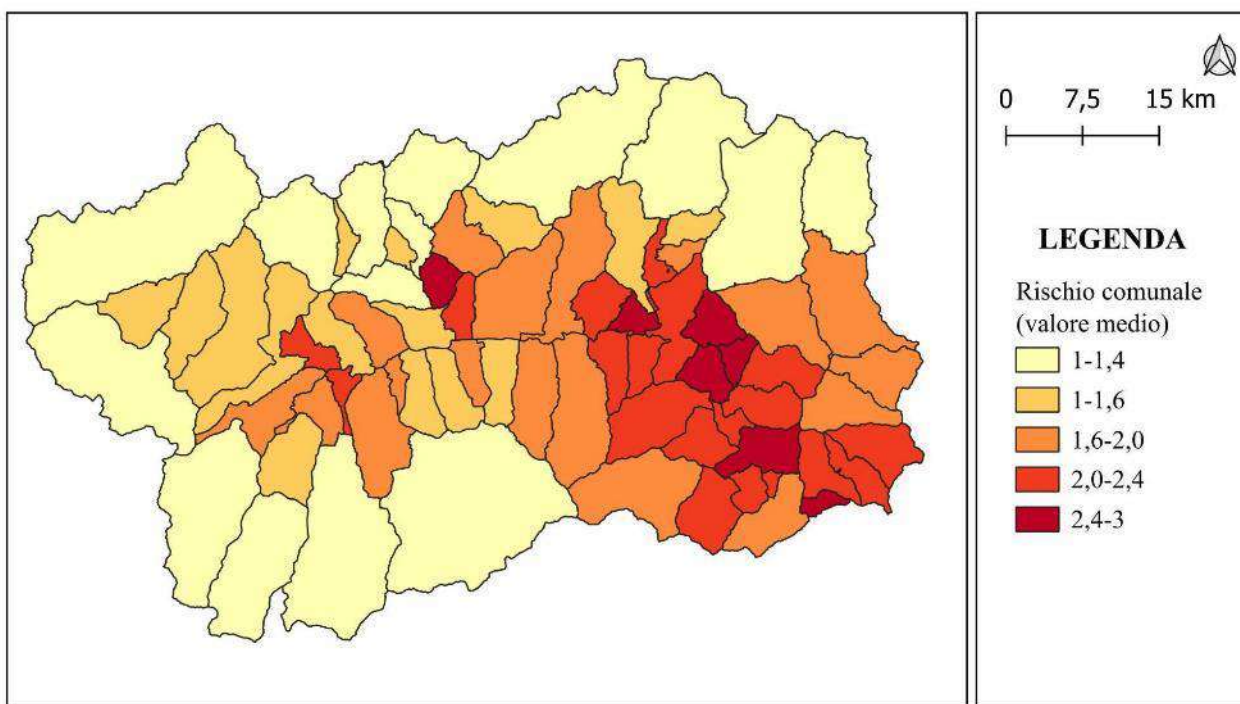 0 7,5 15 km
LEGENDA
Rischio comunale
(valore medio)
1-1,4
1-1,6
1,6-2,0
2,0-2,4
2,4-3